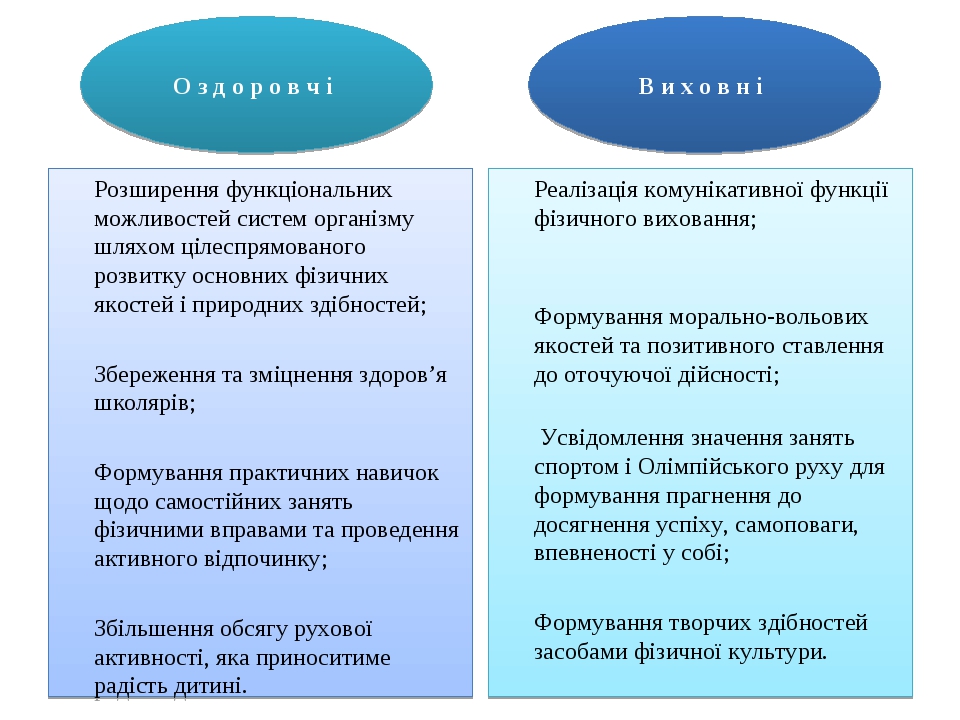 Оздоровчі
Виховні
Розширення функціональних
можливостей систем організму
шляхом цілеспрямованого
розвитку основних фізичних
якостей і природних здібностей;
Збереження та зміцнення здоров’я
школярів;
Формування практичних навичок
щодо самостійних занять
фізичними вправами та проведення
активного відпочинку;
Збільшення обсягу рухової
активності, яка приноситиме
радість дитині.
Реалізація комунікативної функції
фізичного виховання;
Формування морально-вольових
якостей та позитивного ставлення
до оточуючої дійсності;
Усвідомлення значення занять
спортом і Олімпійського руху для
формування прагнення до
досягнення успіху, самоповаги,
впевненості у собі;
Формування творчих здібностей
засобами фізичної культури.